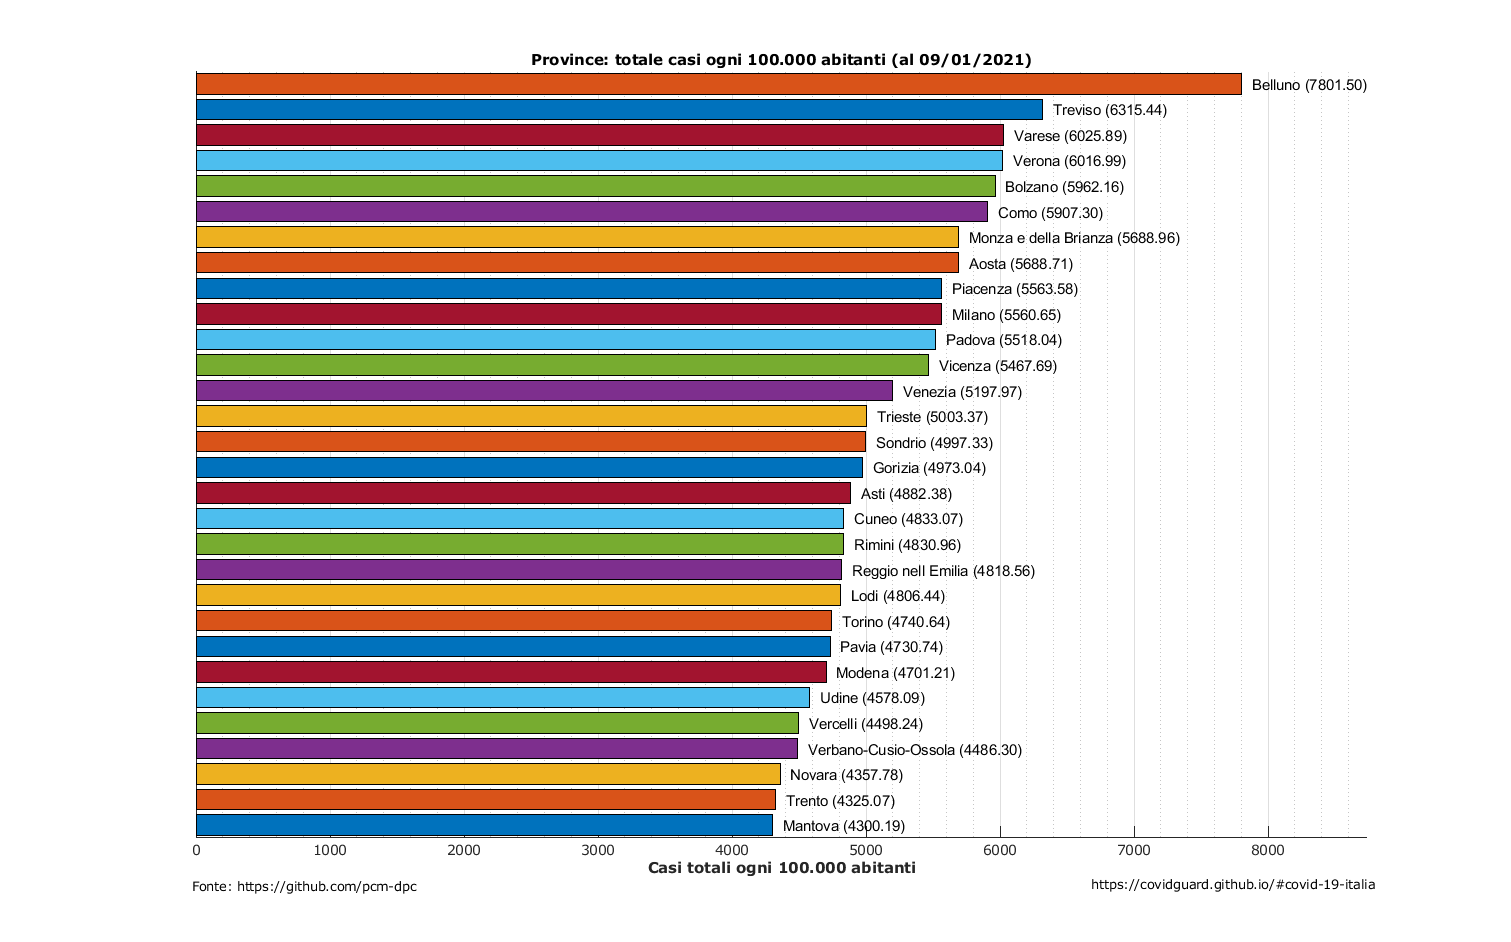 Province: totale casi ogni 100.000 abitanti (al 09/01/2021)
Belluno (7801.50)
Treviso (6315.44)
Varese (6025.89)
Verona (6016.99)
Bolzano (5962.16)
Como (5907.30)
Monza e della Brianza (5688.96)
Aosta (5688.71)
Piacenza (5563.58)
Milano (5560.65)
Padova (5518.04)
Vicenza (5467.69)
Venezia (5197.97)
Trieste (5003.37)
Sondrio (4997.33)
Gorizia (4973.04)
Asti (4882.38)
Cuneo (4833.07)
Rimini (4830.96)
Reggio nell Emilia (4818.56)
Lodi (4806.44)
Torino (4740.64)
Pavia (4730.74)
Modena (4701.21)
Udine (4578.09)
Vercelli (4498.24)
Verbano-Cusio-Ossola (4486.30)
Novara (4357.78)
Trento (4325.07)
Mantova (4300.19)
0 1000 2000 3000 4000 5000 6000 7000 8000
Casi totali ogni 100.000 abitanti
Fonte: https://github.com/pcm-dpc
https://covidguard.github.io/#covid-19-italia